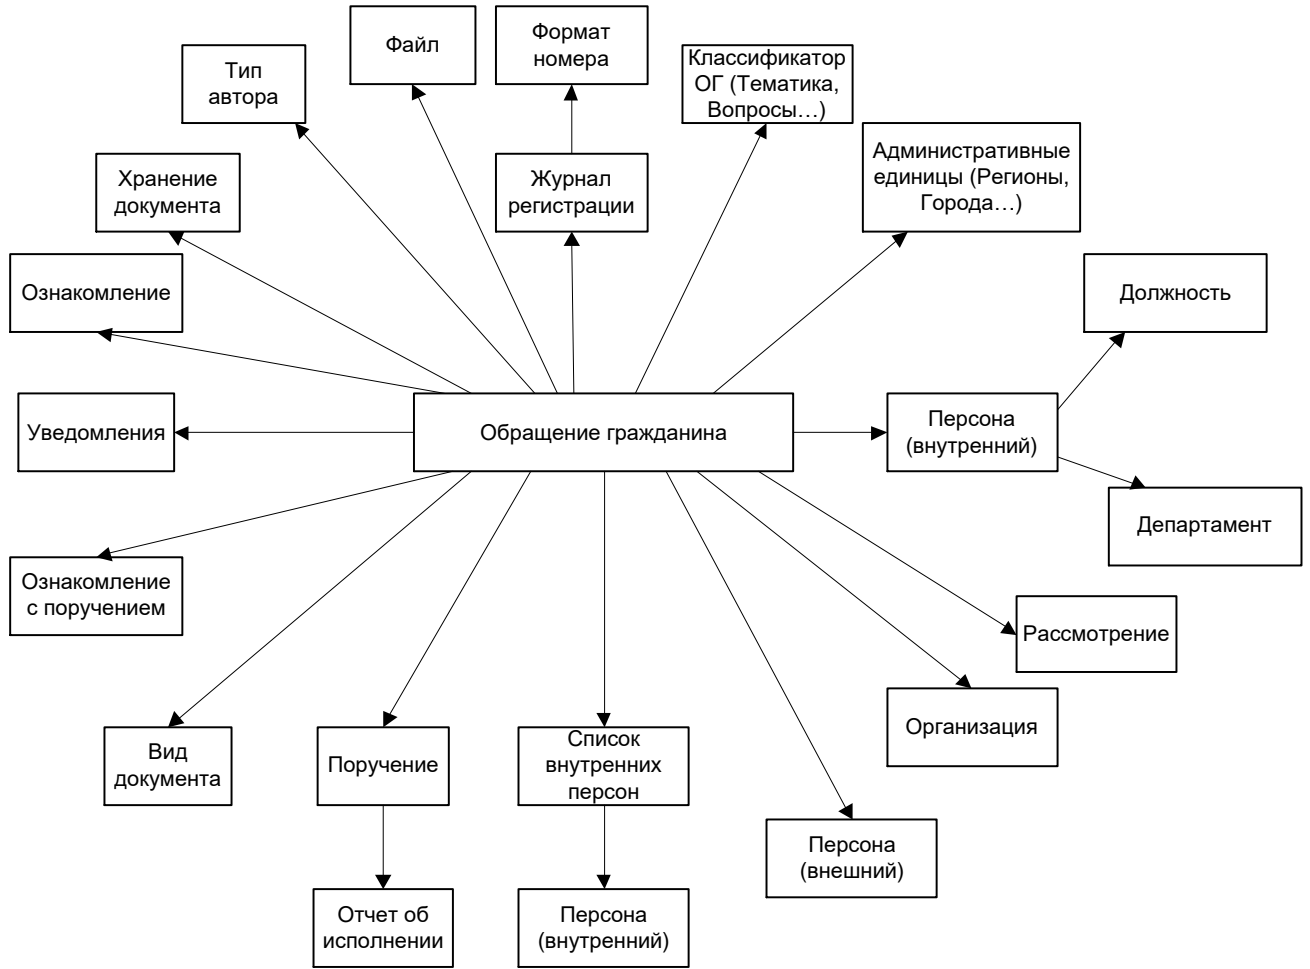 Файл
Формат
номера
Тип
автора
Классификатор
ОГ (Тематика,
Вопросы…)
Административные
единицы (Регионы,
Города…)
Хранение
документа
Журнал
регистрации
Ознакомление
Должность
Уведомления
Обращение гражданина
Персона
(внутренний)
Департамент
Ознакомление
с поручением
Рассмотрение
Организация
Вид
документа
Поручение
Список
внутренних
персон
Персона
(внешний)
Отчет об
исполнении
Персона
(внутренний)